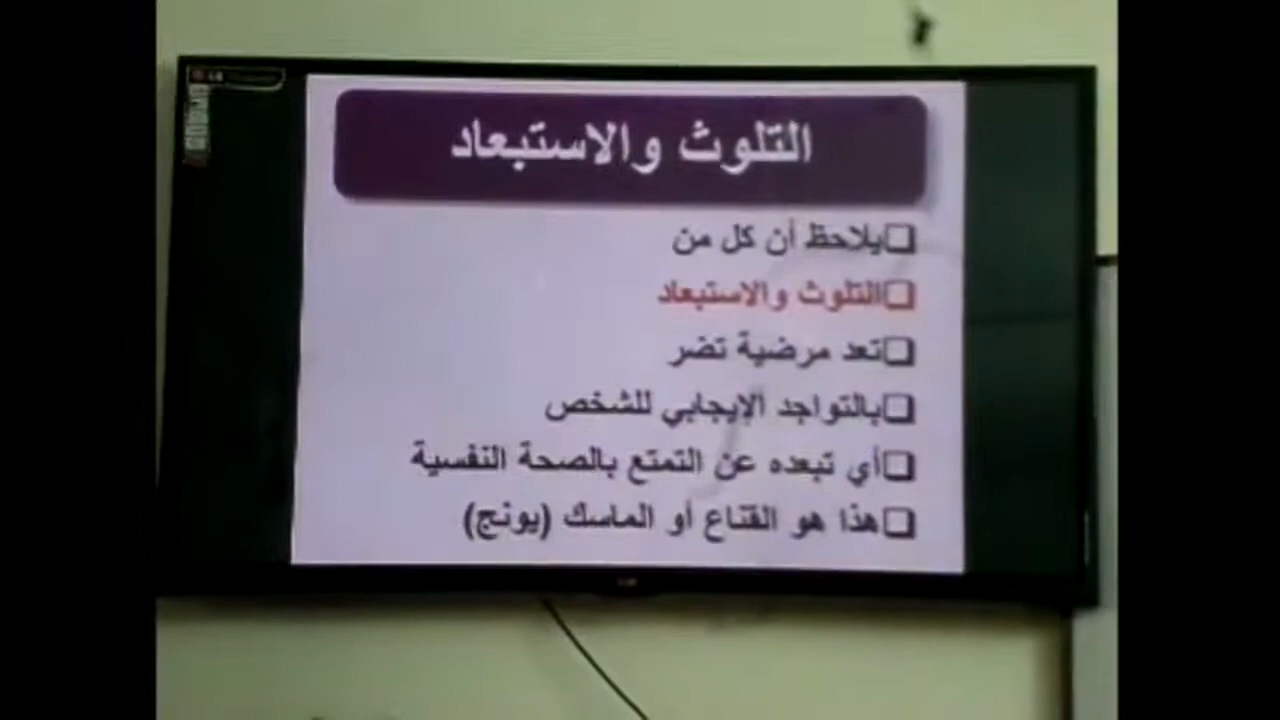 التلوث والاستبعاد
❑يلاحظ أن كل من
❑التلوث والاستبعاد
❑تعد مرضية تضر
❑بالتواجد الإيجابي للشخص
❑أي تبعده عن التمتع بالصحة النفسية
❑هذا هو القناع أو الماسك (يونج)